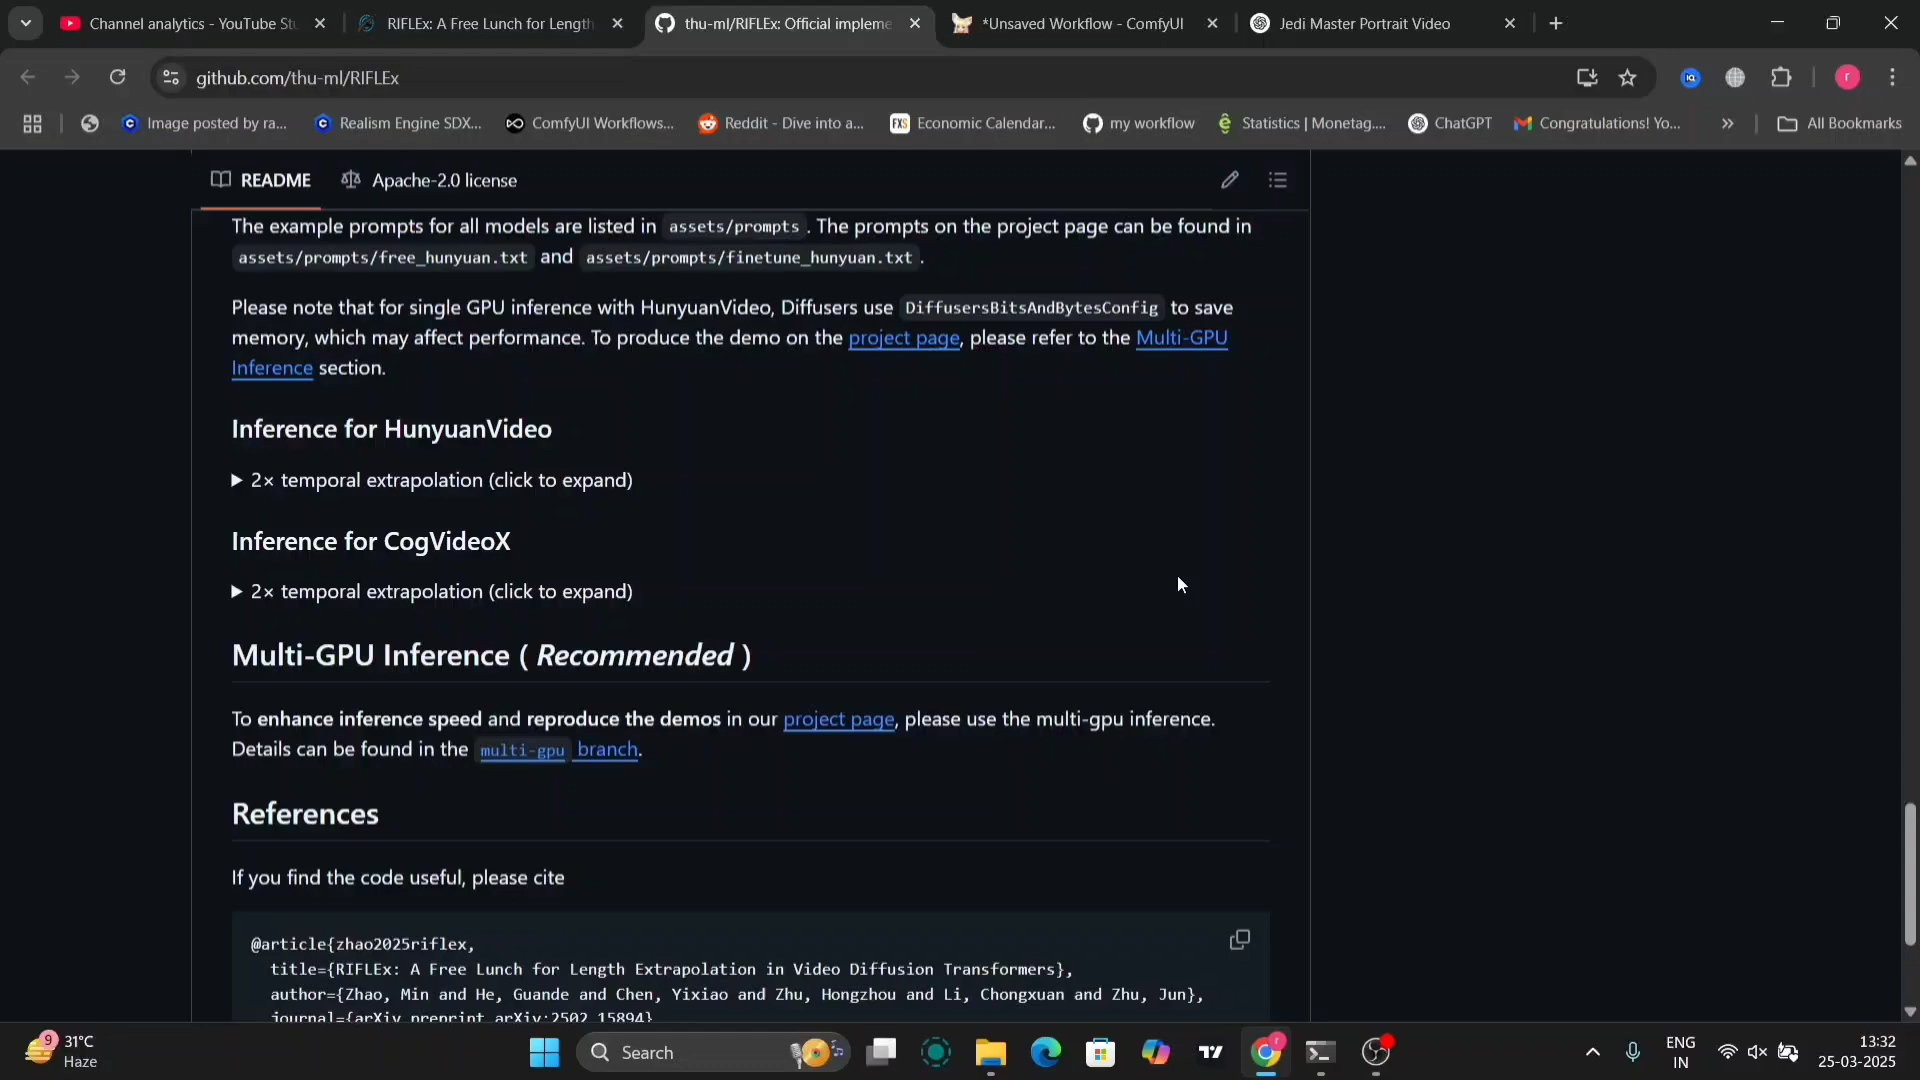 Channel analytics - YouTube Stu
RIFLEx: A Free Lunch for Length
thu-ml/RIFLEx: Official impleme
*Unsaved Workflow - ComfyUI
Jedi Master Portrait Video
github.com/thu-ml/RIFLEx
r
Image posted by ra...
Realism Engine SDX...
ComfyUI Workflows...
Reddit - Dive into a...
Economic Calendar...
my workflow
Statistics | Monetag....
ChatGPT
Congratulations! Yo...
All Bookmarks
README
Apache-2.0 license
The example prompts for all models are listed in assets/prompts . The prompts on the project page can be found in
assets/prompts/free_hunyuan.txt and assets/prompts/finetune_hunyuan.txt .
Please note that for single GPU inference with HunyuanVideo, Diffusers use DiffusersBitsAndBytesConfig to save
memory, which may affect performance. To produce the demo on the project page, please refer to the Multi-GPU
Inference section.
Inference for HunyuanVideo
2× temporal extrapolation (click to expand)
Inference for CogVideoX
2× temporal extrapolation (click to expand)
Multi-GPU Inference ( Recommended )
To enhance inference speed and reproduce the demos in our project page, please use the multi-gpu inference.
Details can be found in the multi-gpu branch.
References
If you find the code useful, please cite
@article{zhao2025riflex,
title={RIFLEx: A Free Lunch for Length Extrapolation in Video Diffusion Transformers},
author={Zhao, Min and He, Guande and Chen, Yixiao and Zhu, Hongzhou and Li, Chongxuan and Zhu, Jun},
journal={arXiv preprint arXiv:2502.15894}
9
31°C
Haze
Search
ENG
IN
13:32
25-03-2025